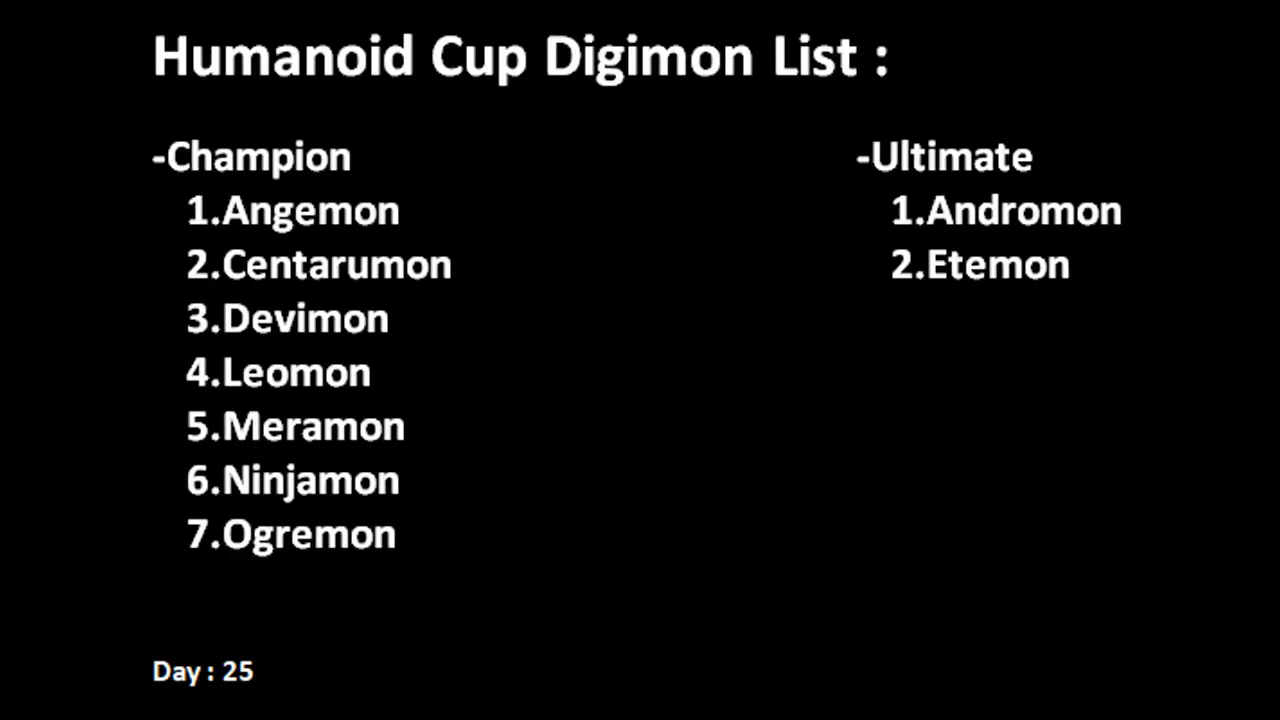 Humanoid Cup Digimon List :
-Champion
1.Angemon
2.Centarumon
3.Devimon
4.Leomon
5.Meramon
6.Ninjamon
7.Ogremon
-Ultimate
1.Andromon
2.Etemon
Day : 25